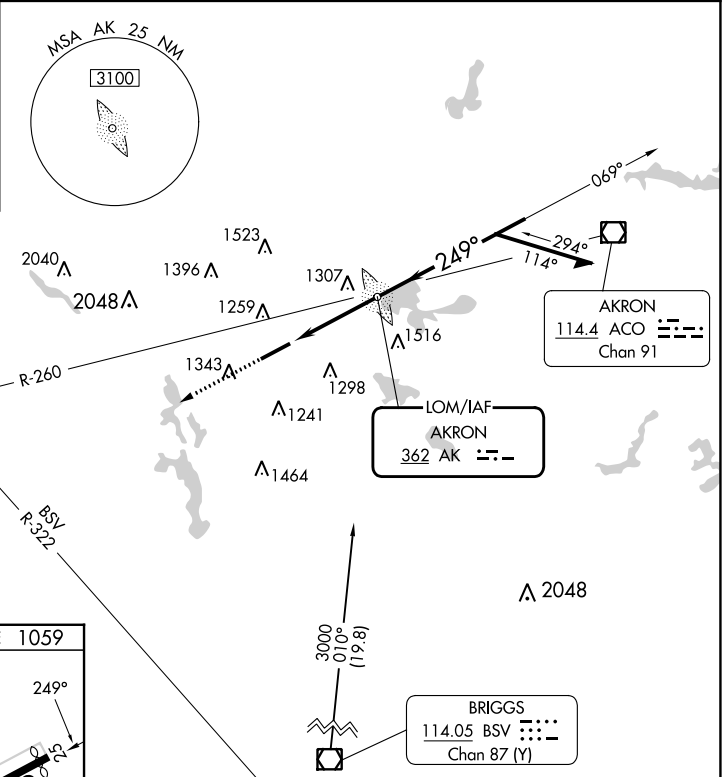 MSA AK 25 NM
3100
069°
294°
114°
249°
1523
2040
1396
1307
2048
1259
1516
AKRON
114.4 ACO
Chan 91
R-260
1343
1298
LOM/IAF
AKRON
362 AK
1241
1464
BSV
R-322
2048
3000
010°
(19.8)
1059
249°
25
BRIGGS
114.05 BSV
Chan 87 (Y)